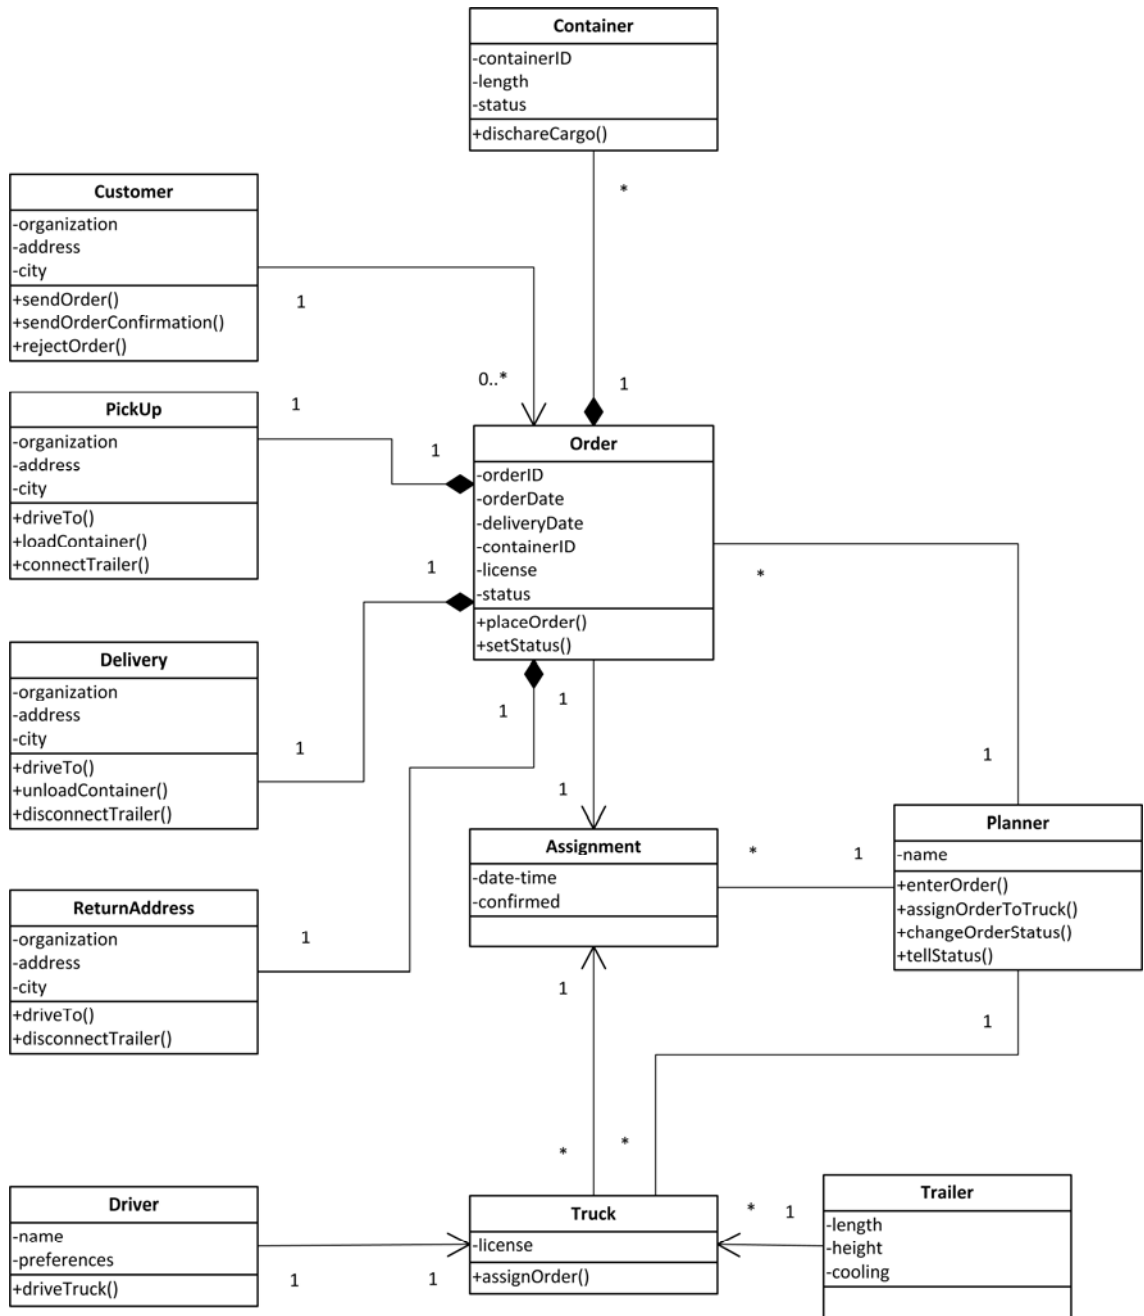 Container
-containerID
-length
-status
+dischareCargo()
*
Customer
-organization
-address
-city
+sendOrder()
+sendOrderConfirmation()
+rejectOrder()
1
0..*
1
PickUp
-organization
-address
-city
+driveTo()
+loadContainer()
+connectTrailer()
1
1
Order
-orderID
-orderDate
-deliveryDate
-containerID
-license
-status
+placeOrder()
+setStatus()
*
1
Delivery
-organization
-address
-city
+driveTo()
+unloadContainer()
+disconnectTrailer()
1
1
1
1
1
Assignment
-date-time
-confirmed
*
1
Planner
-name
+enterOrder()
+assignOrderToTruck()
+changeOrderStatus()
+tellStatus()
ReturnAddress
-organization
-address
-city
+driveTo()
+disconnectTrailer()
1
1
1
*
*
Driver
-name
-preferences
+driveTruck()
1
1
Truck
-license
+assignOrder()
*
1
Trailer
-length
-height
-cooling